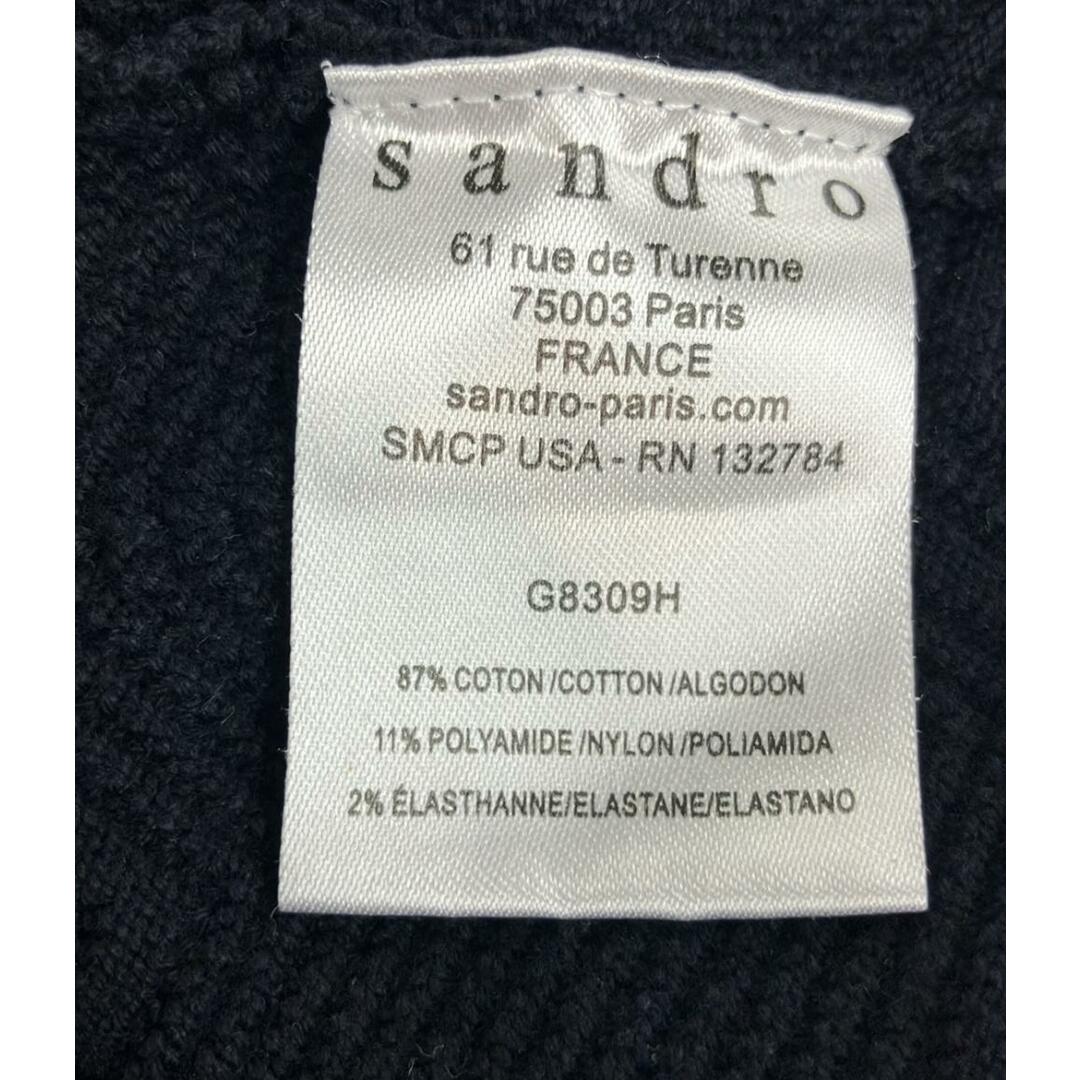 sandro
61 rue de Turenne
75003 Paris
FRANCE
sandro-paris.com
SMCP USA - RN 132784
G8309H
87% COTON/COTTON/ALGODON
11% POLYAMIDE/NYLON/POLIAMIDA
2% ÉLASTHANNE/ELASTANE/ELASTANO